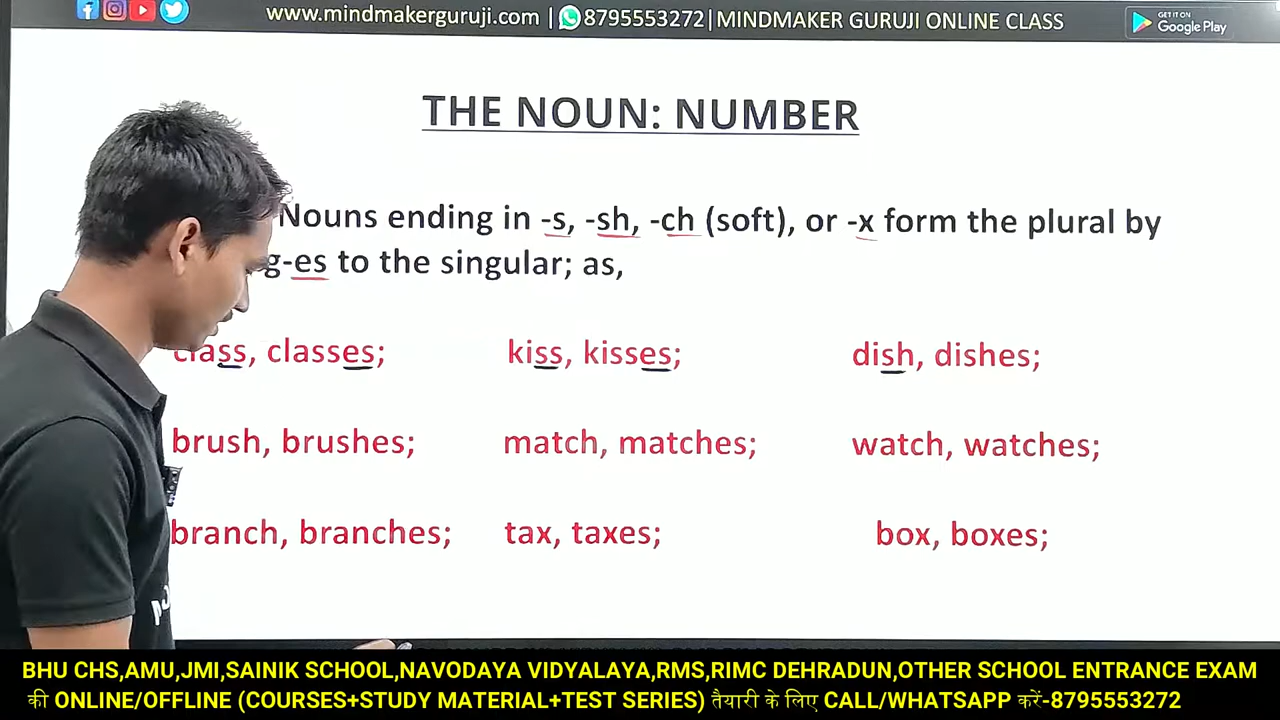 www.mindmakerguruji.com | 8795553272|MINDMAKER GURUJI ONLINE CLASS
GET IT ON
Google Play
THE NOUN: NUMBER
Nouns ending in -s, -sh, -ch (soft), or -x form the plural by
g-es to the singular; as,
class, classes; kiss, kisses; dish, dishes;
brush, brushes; match, matches; watch, watches;
branch, branches; tax, taxes; box, boxes;
BHU CHS,AMU,JMI,SAINIK SCHOOL,NAVODAYA VIDYALAYA,RMS,RIMC DEHRADUN,OTHER SCHOOL ENTRANCE EXAM
की ONLINE/OFFLINE (COURSES+STUDY MATERIAL+TEST SERIES) तैयारी के लिए CALL/WHATSAPP करें-8795553272